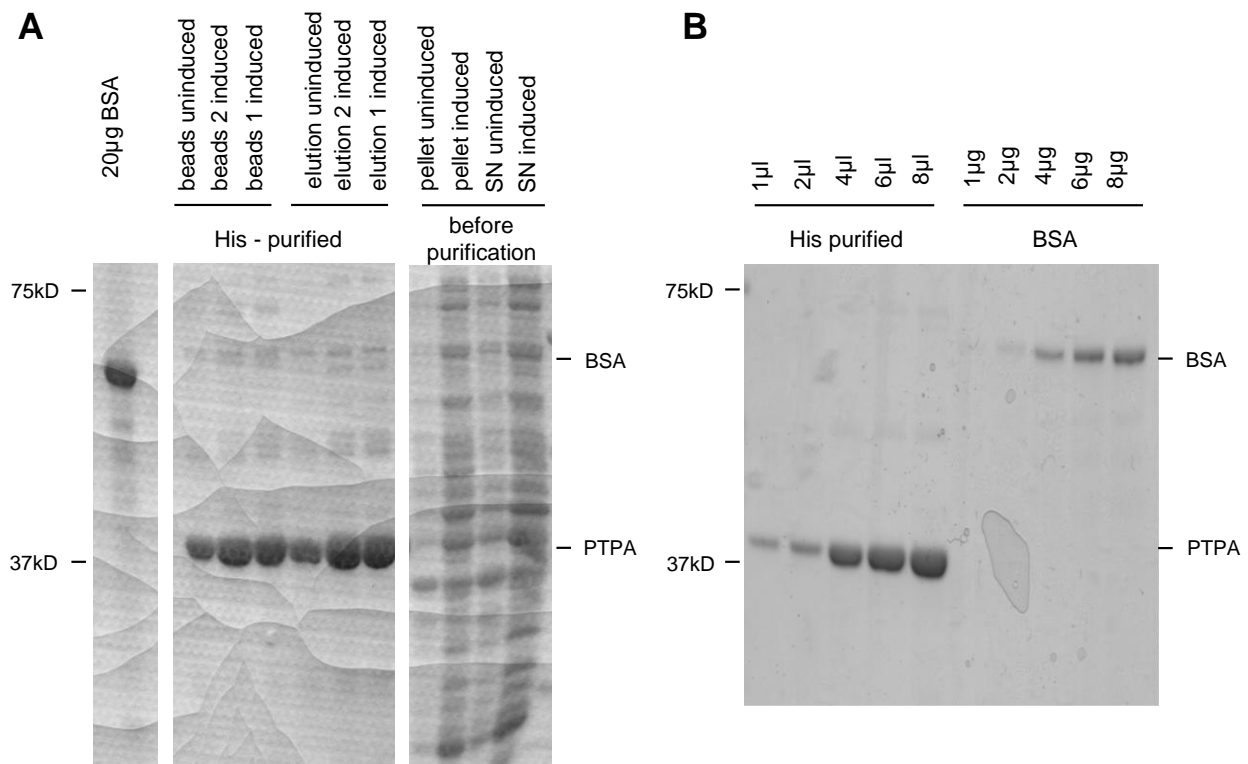 A
20µg BSA
beads uninduced
beads 2 induced
beads 1 induced
elution uninduced
elution 2 induced
elution 1 induced
pellet uninduced
pellet induced
SN uninduced
SN induced
His - purified
before
purification
75kD
37kD
BSA
PTPA
B
1µl
2µl
4µl
6µl
8µl
1µg
2µg
4µg
6µg
8µg
His purified
BSA
75kD
37kD
BSA
PTPA